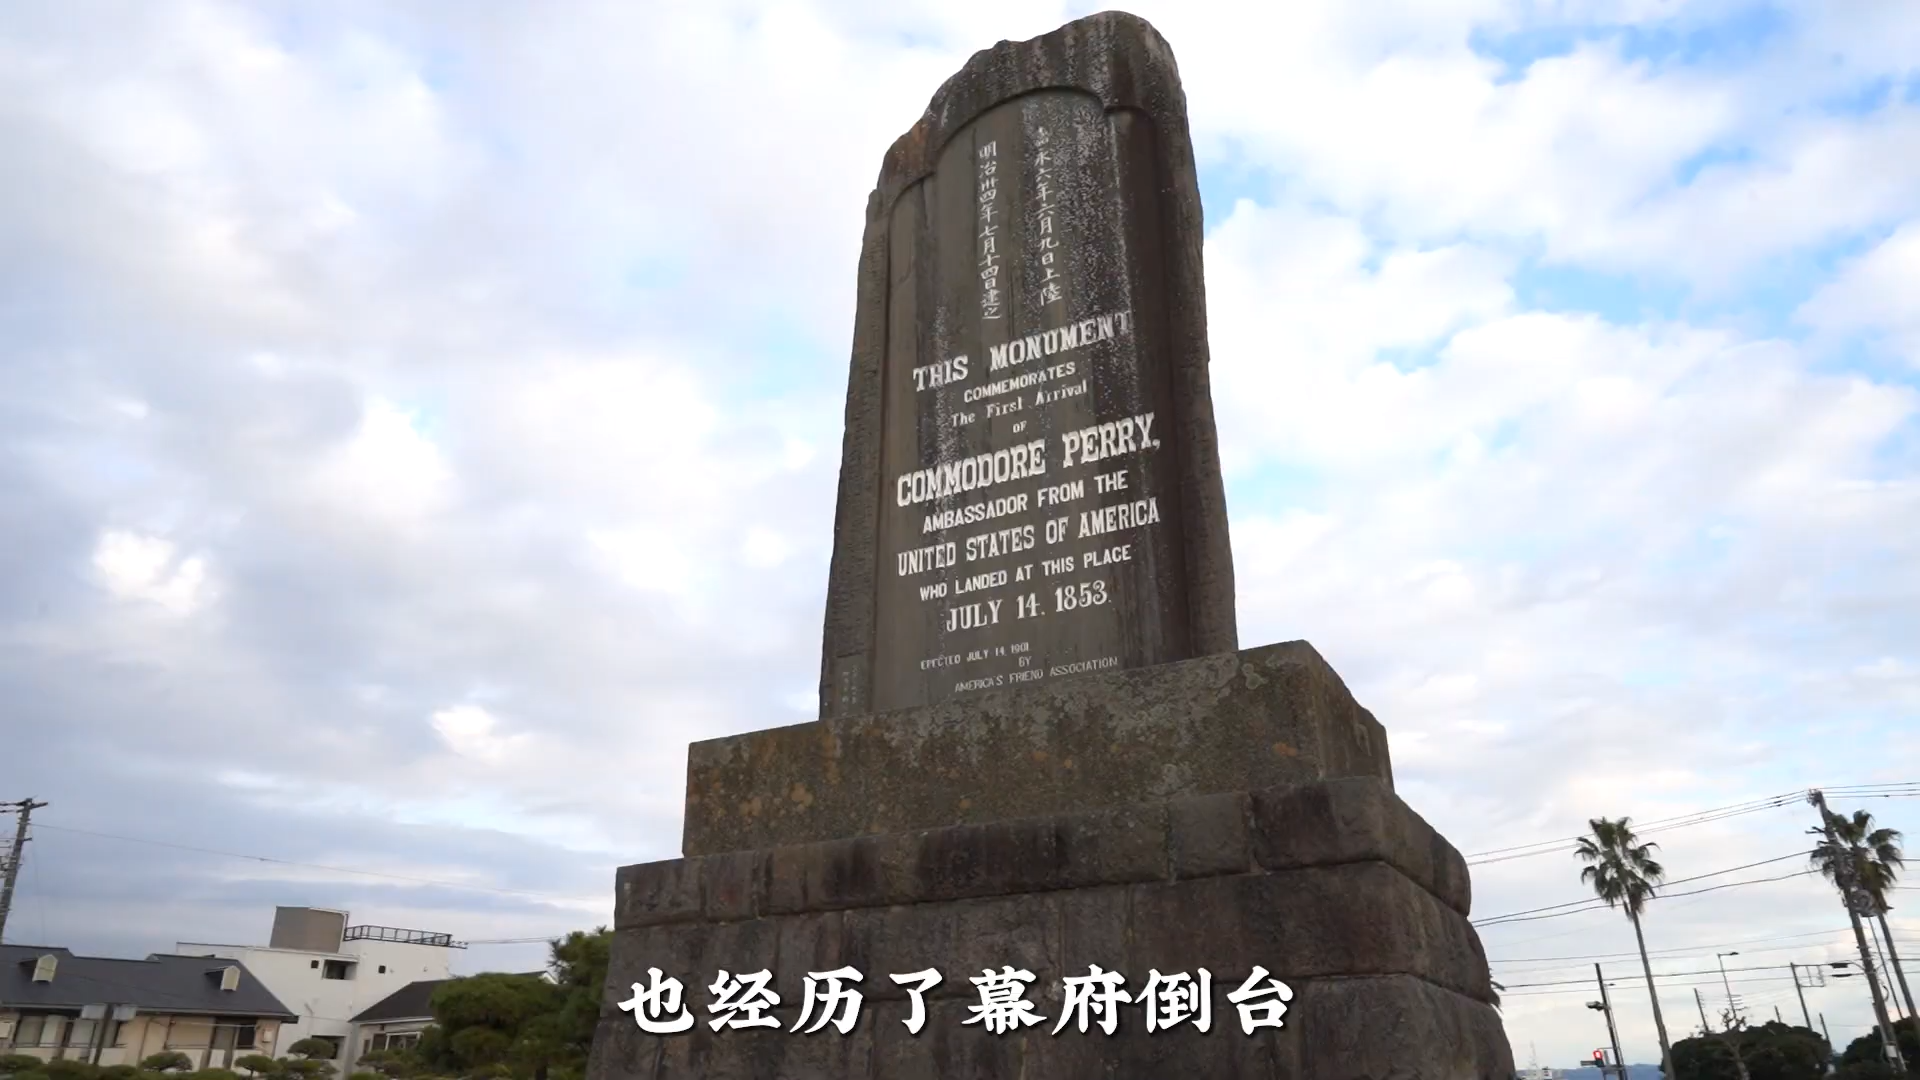 嘉永六年六月九日上陸
明治卅四年七月十四日建之
THIS MONUMENT
COMMEMORATES
The First Arrival
OF
COMMODORE PERRY,
AMBASSADOR FROM THE
UNITED STATES OF AMERICA
WHO LANDED AT THIS PLACE
JULY 14. 1853.
ERECTED JULY 14. 1901
BY
AMERICA'S FRIEND ASSOCIATION
也经历了幕府倒台